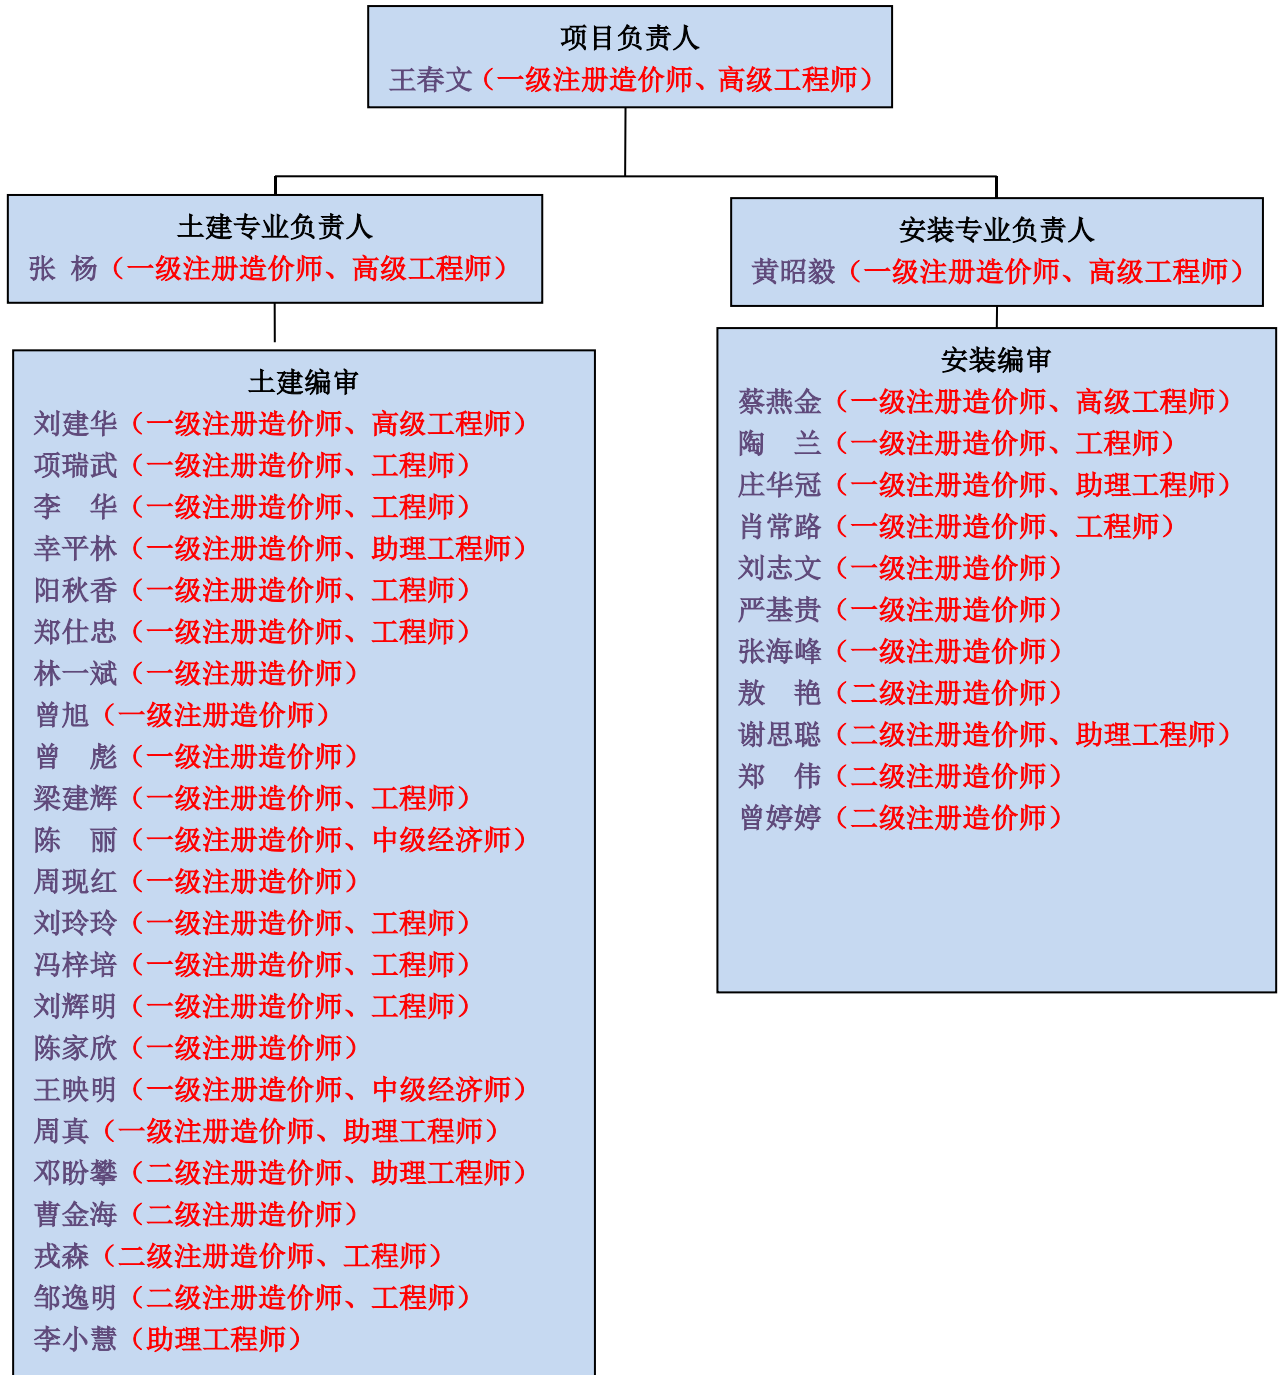 项目负责人
王春文（一级注册造价师、高级工程师）
土建专业负责人
张 杨（一级注册造价师、高级工程师）
安装专业负责人
黄昭毅（一级注册造价师、高级工程师）
土建编审
刘建华（一级注册造价师、高级工程师）
项瑞武（一级注册造价师、工程师）
李　华（一级注册造价师、工程师）
幸平林（一级注册造价师、助理工程师）
阳秋香（一级注册造价师、工程师）
郑仕忠（一级注册造价师、工程师）
林一斌（一级注册造价师）
曾旭（一级注册造价师）
曾　彪（一级注册造价师）
梁建辉（一级注册造价师、工程师）
陈　丽（一级注册造价师、中级经济师）
周现红（一级注册造价师）
刘玲玲（一级注册造价师、工程师）
冯梓培（一级注册造价师、工程师）
刘辉明（一级注册造价师、工程师）
陈家欣（一级注册造价师）
王映明（一级注册造价师、中级经济师）
周真（一级注册造价师、助理工程师）
邓盼攀（二级注册造价师、助理工程师）
曹金海（二级注册造价师）
戎森（二级注册造价师、工程师）
邹逸明（二级注册造价师、工程师）
李小慧（助理工程师）
安装编审
蔡燕金（一级注册造价师、高级工程师）
陶　兰（一级注册造价师、工程师）
庄华冠（一级注册造价师、助理工程师）
肖常路（一级注册造价师、工程师）
刘志文（一级注册造价师）
严基贵（一级注册造价师）
张海峰（一级注册造价师）
敖　艳（二级注册造价师）
谢思聪（二级注册造价师、助理工程师）
郑　伟（二级注册造价师）
曾婷婷（二级注册造价师）